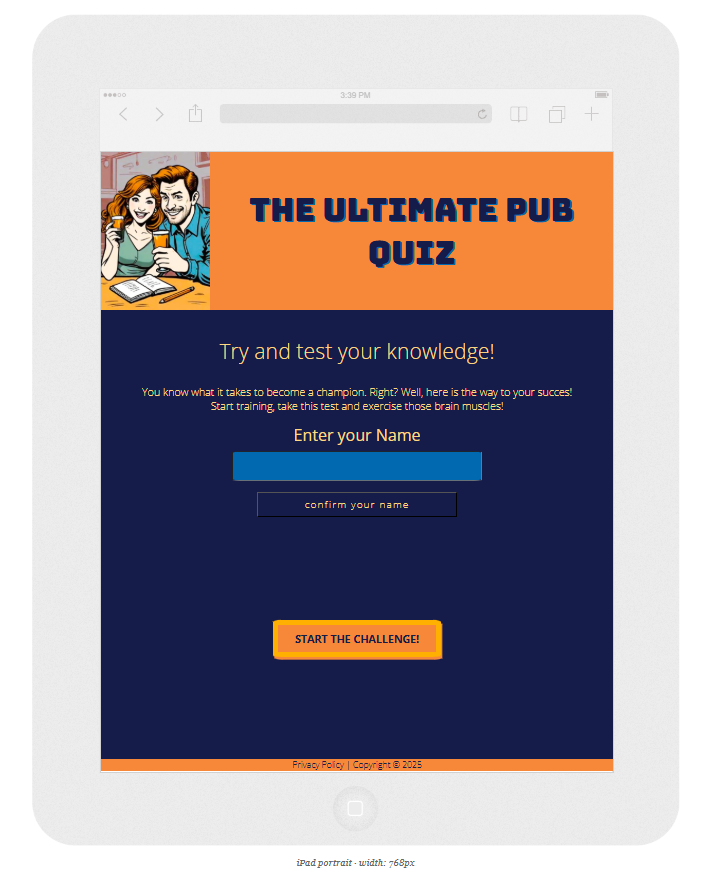 3:39 PM
THE ULTIMATE PUB
QUIZ
Try and test your knowledge!
You know what it takes to become a champion. Right? Well, here is the way to your succes!
Start training, take this test and exercise those brain muscles!
Enter your Name
confirm your name
START THE CHALLENGE!
Privacy Policy | Copyright © 2025
iPad portrait · width: 768px